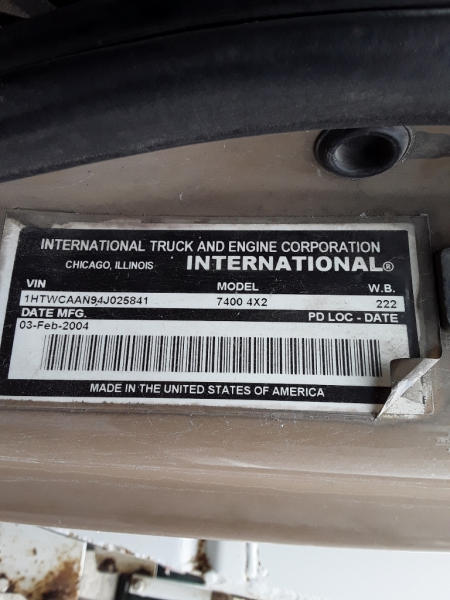 INTERNATIONAL TRUCK AND ENGINE CORPORATION
CHICAGO, ILLINOIS INTERNATIONAL®
VIN MODEL W.B.
1HTWCAAN94J025841 7400 4X2 222
DATE MFG. PD LOC - DATE
03-Feb-2004
MADE IN THE UNITED STATES OF AMERICA